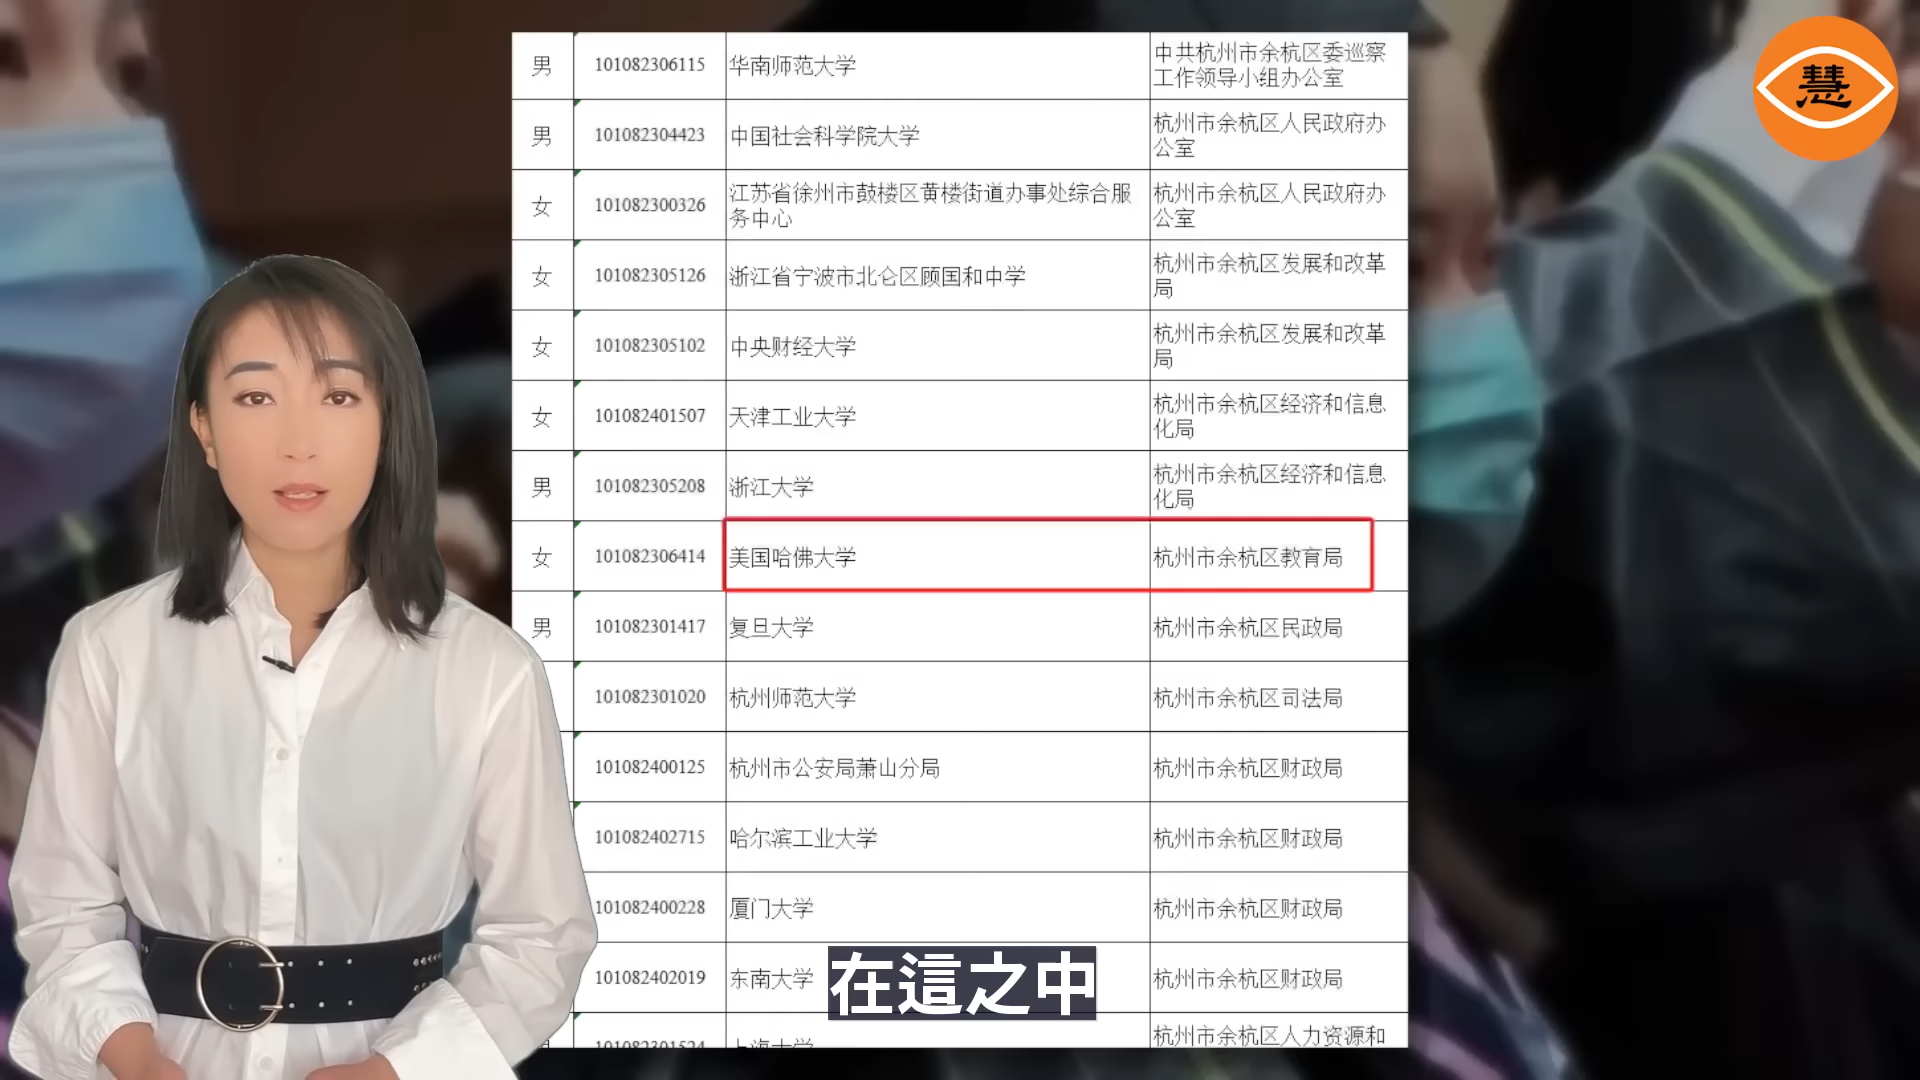 慧
男 101082306115 华南师范大学 中共杭州市余杭区委巡察
工作领导小组办公室
男 101082304423 中国社会科学院大学 杭州市余杭区人民政府办
公室
女 101082300326 江苏省徐州市鼓楼区黄楼街道办事处综合服
务中心 杭州市余杭区人民政府办
公室
女 101082305126 浙江省宁波市北仑区顾国和中学 杭州市余杭区发展和改革
局
女 101082305102 中央财经大学 杭州市余杭区发展和改革
局
女 101082401507 天津工业大学 杭州市余杭区经济和信息
化局
男 101082305208 浙江大学 杭州市余杭区经济和信息
化局
女 101082306414 美国哈佛大学 杭州市余杭区教育局
男 101082301417 复旦大学 杭州市余杭区民政局
101082301020 杭州师范大学 杭州市余杭区司法局
101082400125 杭州市公安局萧山分局 杭州市余杭区财政局
101082402715 哈尔滨工业大学 杭州市余杭区财政局
101082400228 厦门大学 杭州市余杭区财政局
101082402019 东南大学 杭州市余杭区财政局
杭州市余杭区人力资源和
在這之中